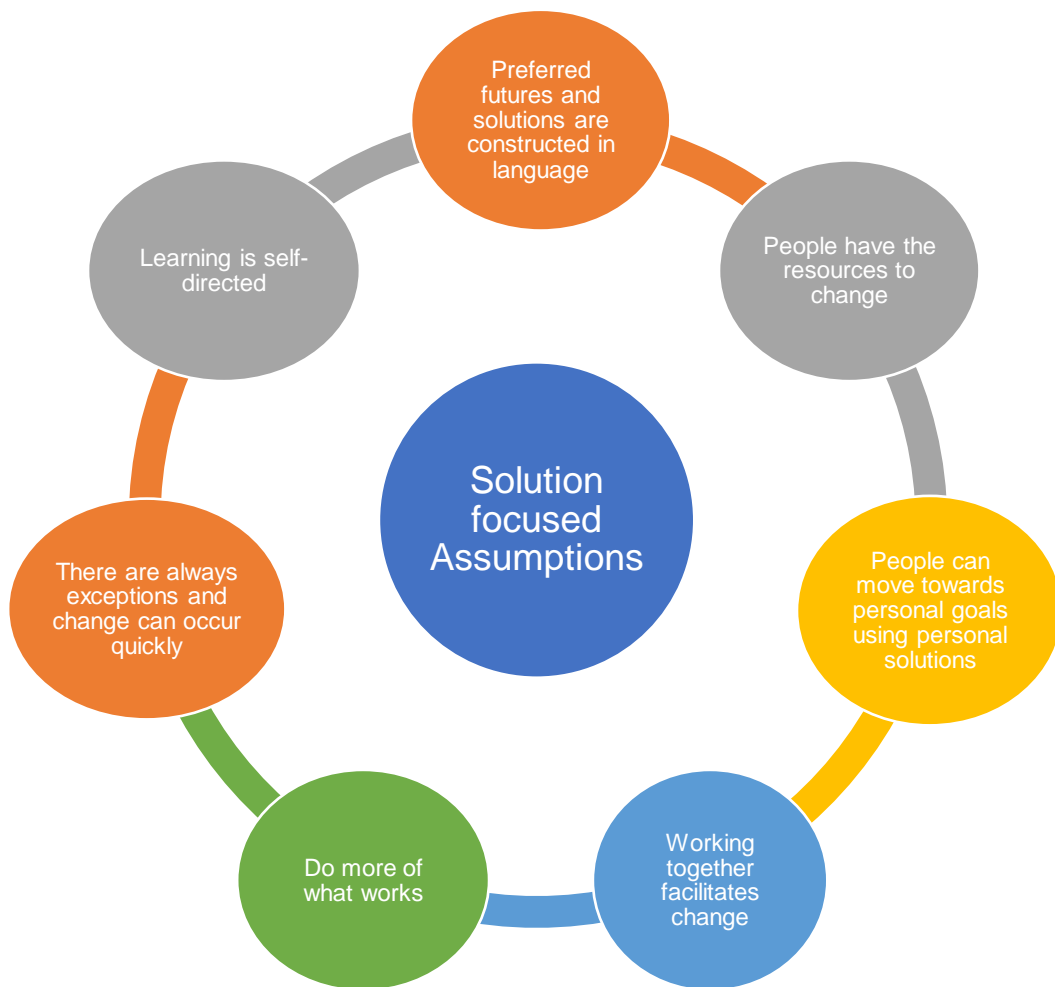 Preferred
futures and
solutions are
constructed in
language
People have the
resources to
change
People can
move towards
personal goals
using personal
solutions
Working
together
facilitates
change
Do more of
what works
There are always
exceptions and
change can occur
quickly
Learning is self-
directed
Solution
focused
Assumptions